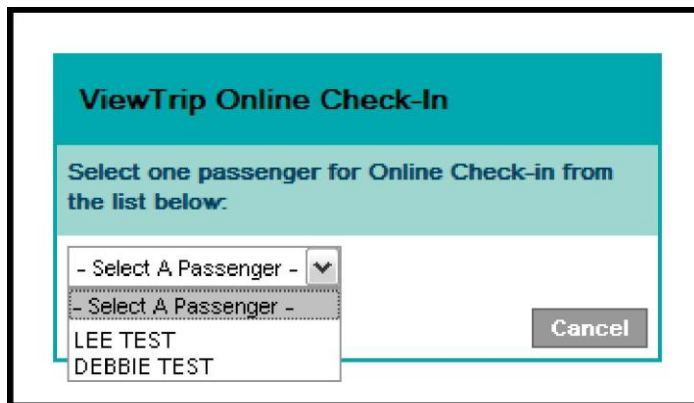 ViewTrip Online Check-In
Select one passenger for Online Check-in from
the list below:
- Select A Passenger -
- Select A Passenger -
LEE TEST
DEBBIE TEST
Cancel